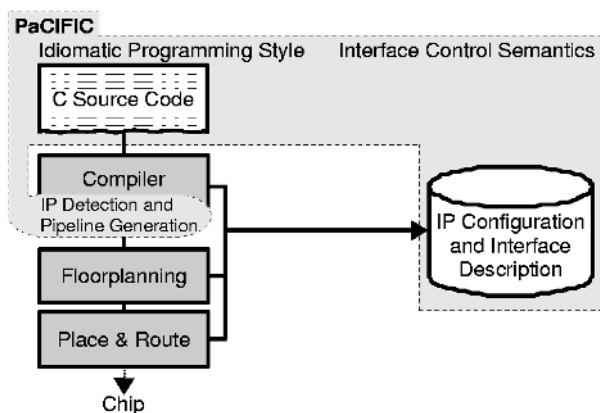 PaCIFIC
Idiomatic Programming Style
Interface Control Semantics
C Source Code
Compiler
IP Detection and
Pipeline Generation
IP Configuration
and Interface
Description
Floorplanning
Place & Route
Chip